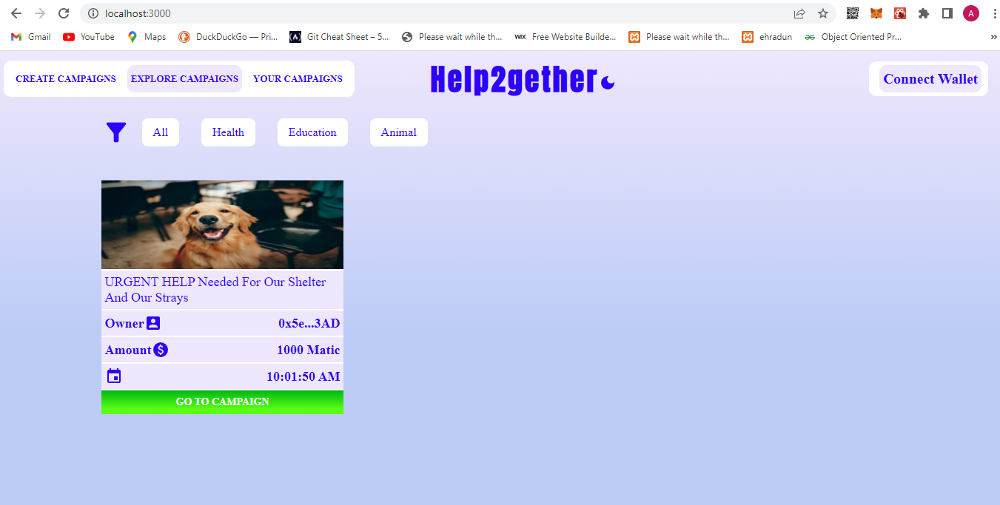 localhost:3000
A
Gmail
YouTube
Maps
DuckDuckGo — Pri...
Git Cheat Sheet – 5...
Please wait while th...
WIX Free Website Builde...
Please wait while th...
ehradun
Object Oriented Pr...
»
CREATE CAMPAIGNS
EXPLORE CAMPAIGNS
YOUR CAMPAIGNS
Help2gether
Connect Wallet
All
Health
Education
Animal
URGENT HELP Needed For Our Shelter
And Our Strays
Owner 0x5e...3AD
Amount 1000 Matic
10:01:50 AM
GO TO CAMPAIGN